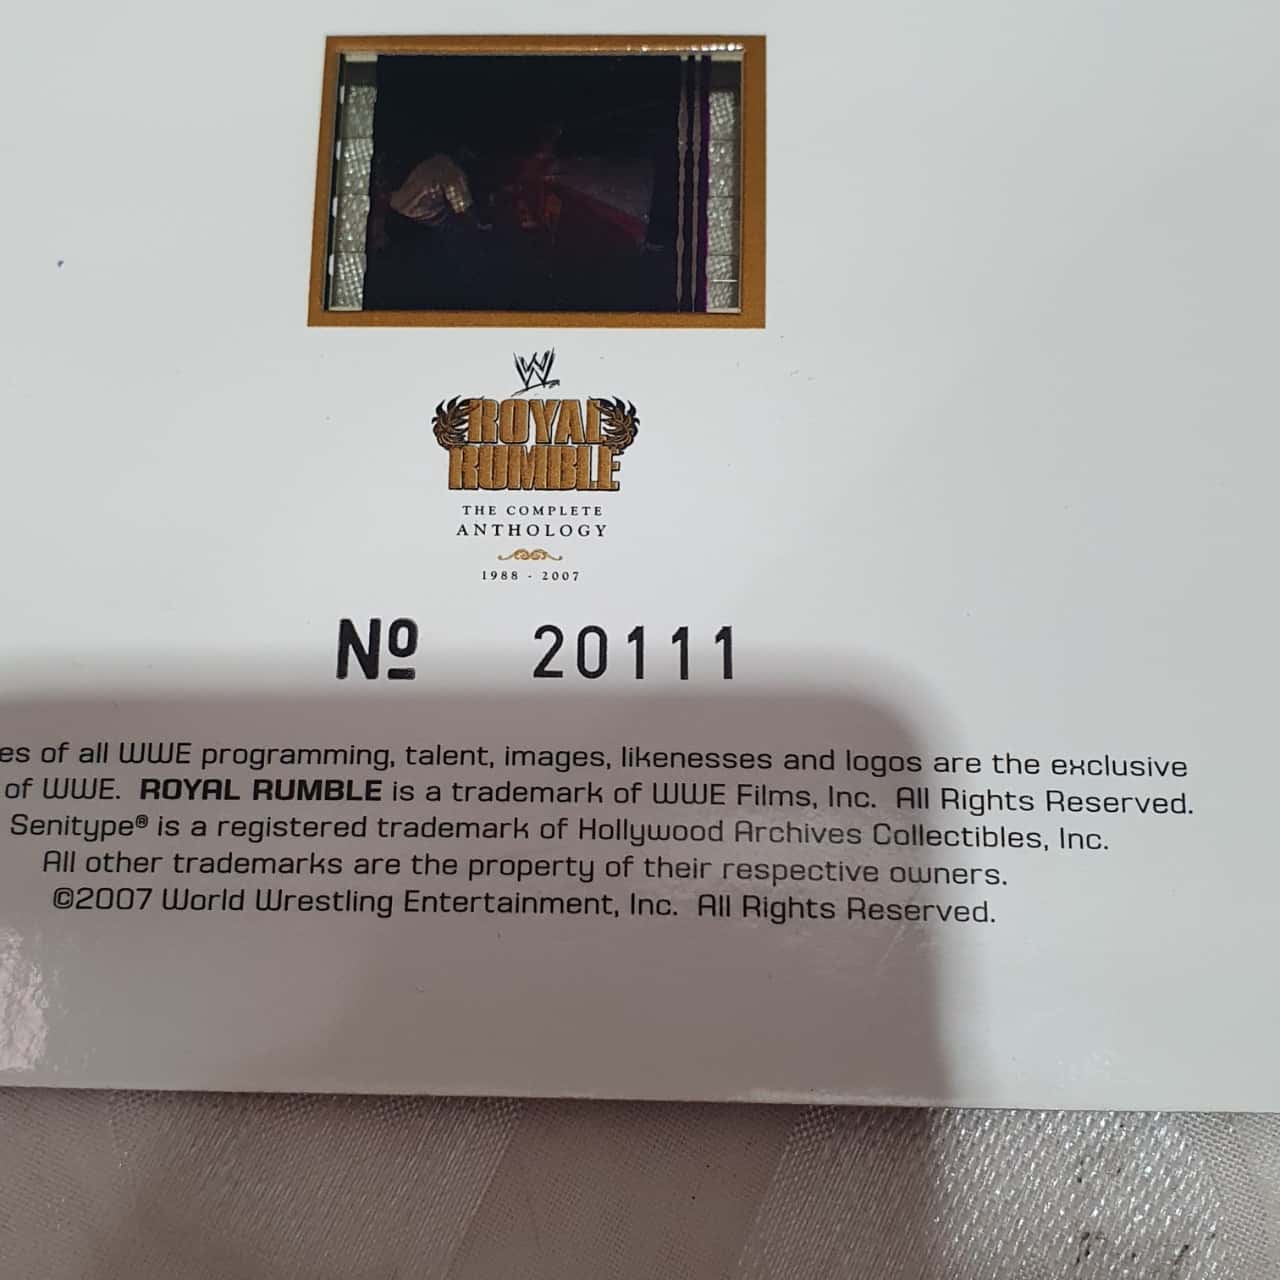 W
ROYAL
RUMBLE
THE COMPLETE
ANTHOLOGY
1988 - 2007
Nº 20111
es of all WWE programming, talent, images, likenesses and logos are the exclusive
of WWE. ROYAL RUMBLE is a trademark of WWE Films, Inc. All Rights Reserved.
Senitype® is a registered trademark of Hollywood Archives Collectibles, Inc.
All other trademarks are the property of their respective owners.
©2007 World Wrestling Entertainment, Inc. All Rights Reserved.